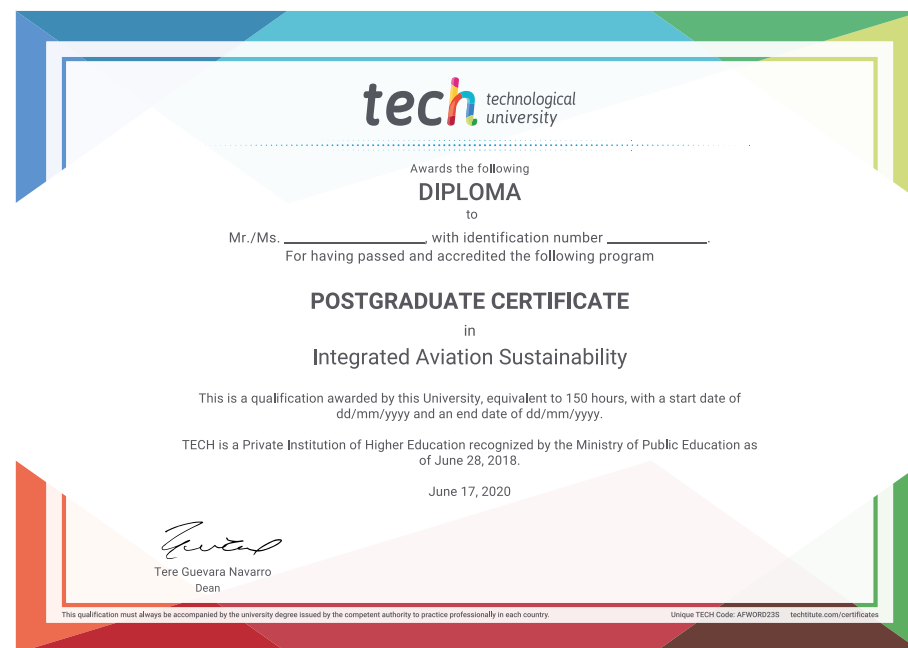 tech technological
university
Awards the following
DIPLOMA
to
Mr./Ms. ____________, with identification number ____________.
For having passed and accredited the following program
POSTGRADUATE CERTIFICATE
in
Integrated Aviation Sustainability
This is a qualification awarded by this University, equivalent to 150 hours, with a start date of
dd/mm/yyyy and an end date of dd/mm/yyyy.
TECH is a Private Institution of Higher Education recognized by the Ministry of Public Education as
of June 28, 2018.
June 17, 2020
Tere Guevara Navarro
Dean
This qualification must always be accompanied by the university degree issued by the competent authority to practice professionally in each country.
Unique TECH Code: AFWORD23S techtitute.com/certificates